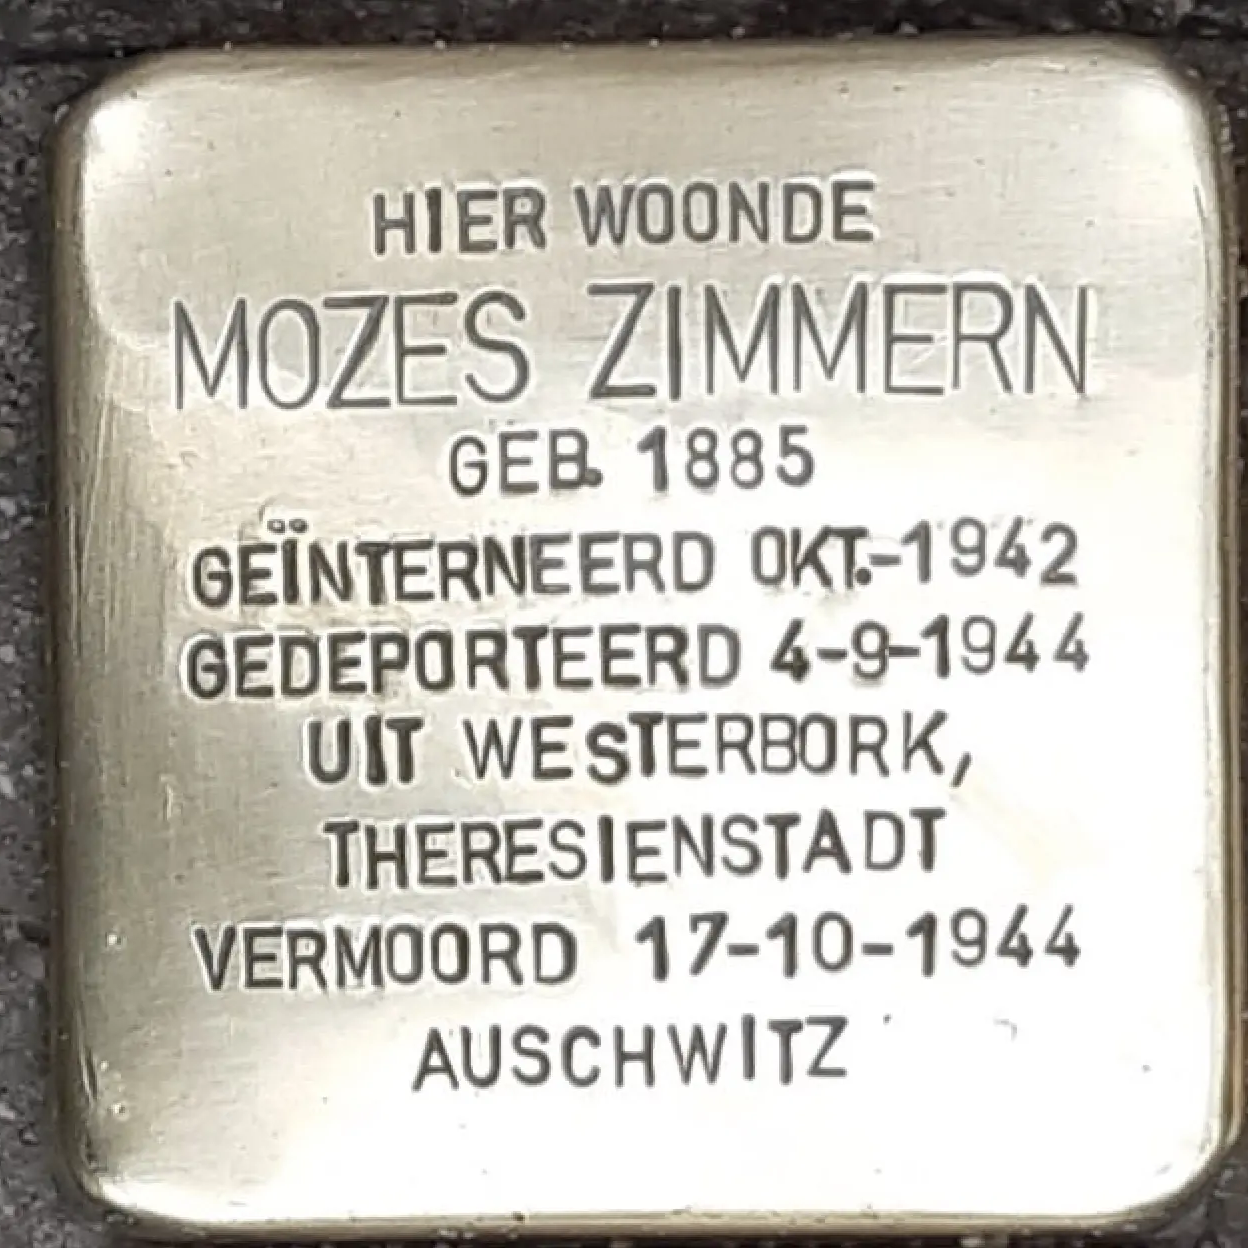 HIER WOONDE
MOZES ZIMMERN
GEB. 1885
GEÏNTERNEERD OKT.-1942
GEDEPORTEERD 4-9-1944
UIT WESTERBORK,
THERESIENSTADT
VERMOORD 17-10-1944
AUSCHWITZ